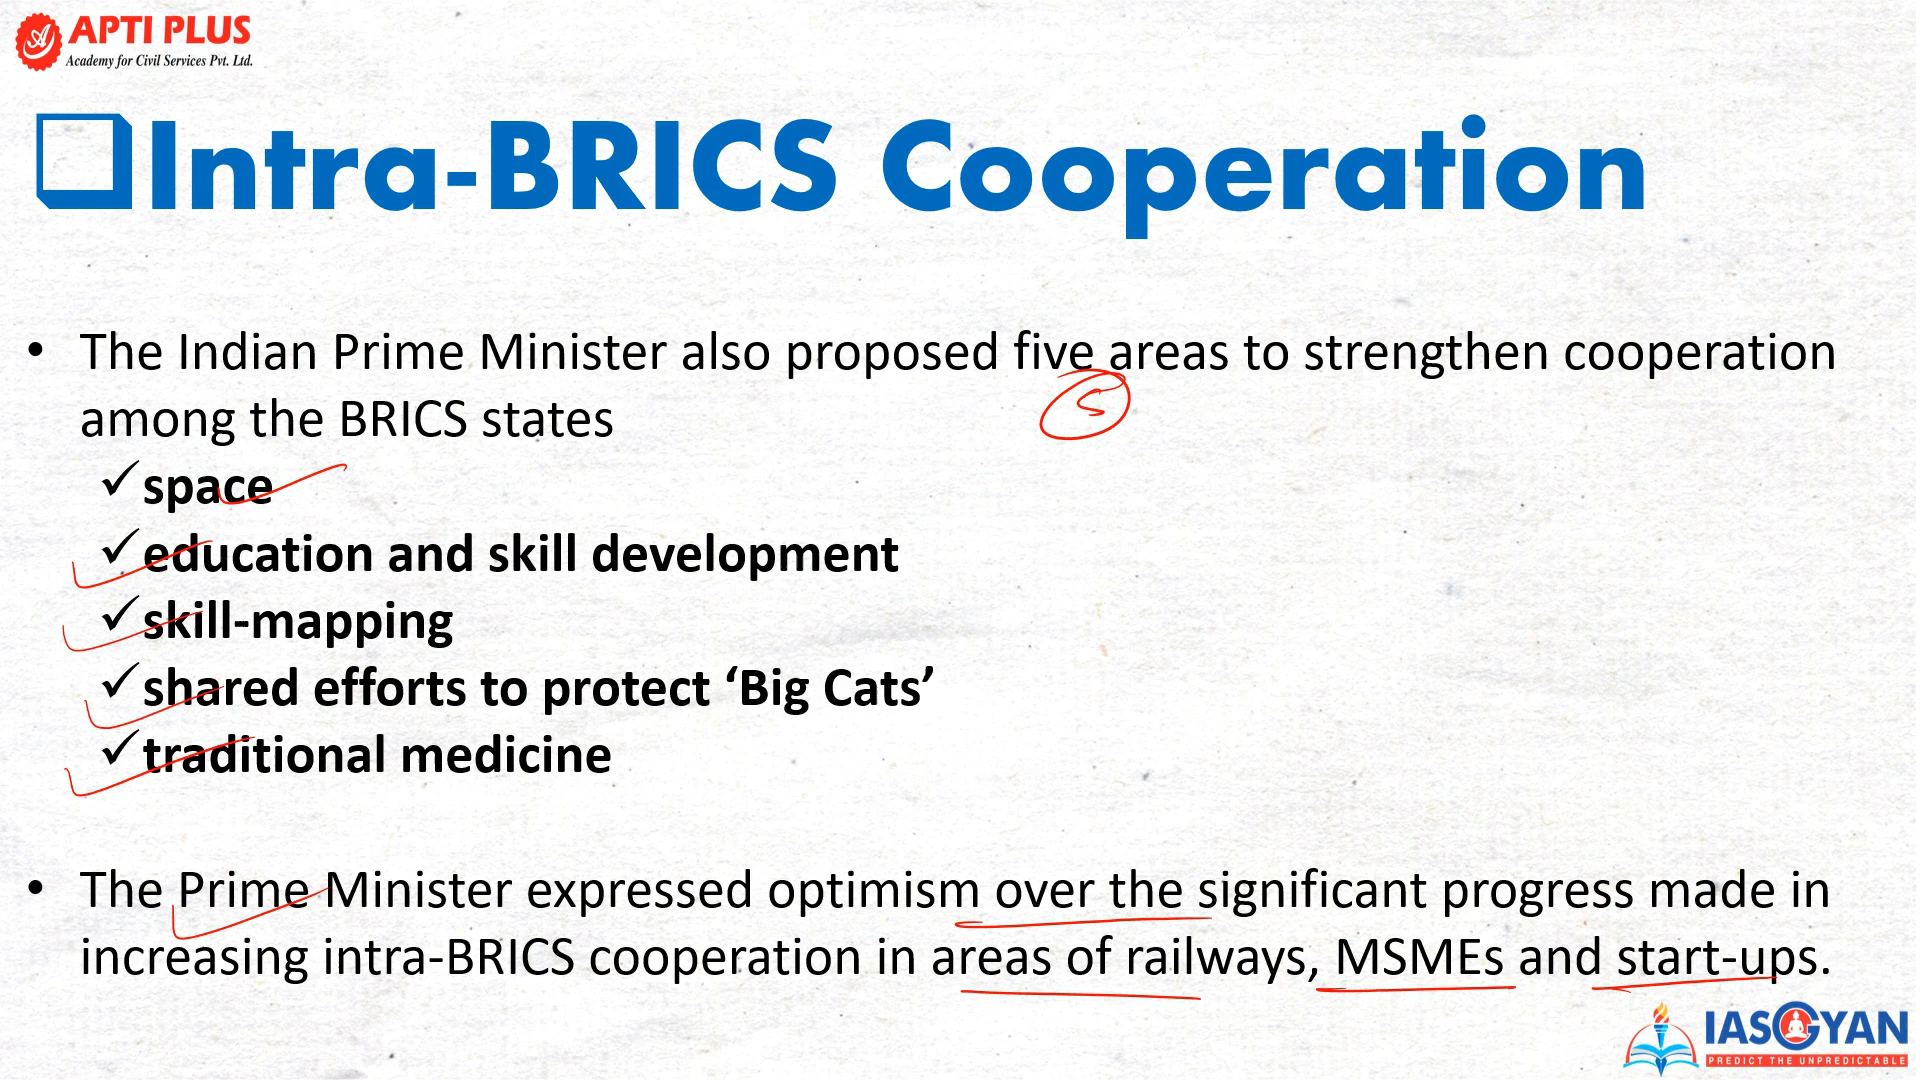 APTI PLUS
Academy for Civil Services Pvt. Ltd.
Intra-BRICS Cooperation
• The Indian Prime Minister also proposed five areas to strengthen cooperation
among the BRICS states
5
✓space
✓education and skill development
✓skill-mapping
✓shared efforts to protect ‘Big Cats’
✓traditional medicine
• The Prime Minister expressed optimism over the significant progress made in
increasing intra-BRICS cooperation in areas of railways, MSMEs and start-ups.
IASGYAN
PREDICT THE UNPREDICTABLE